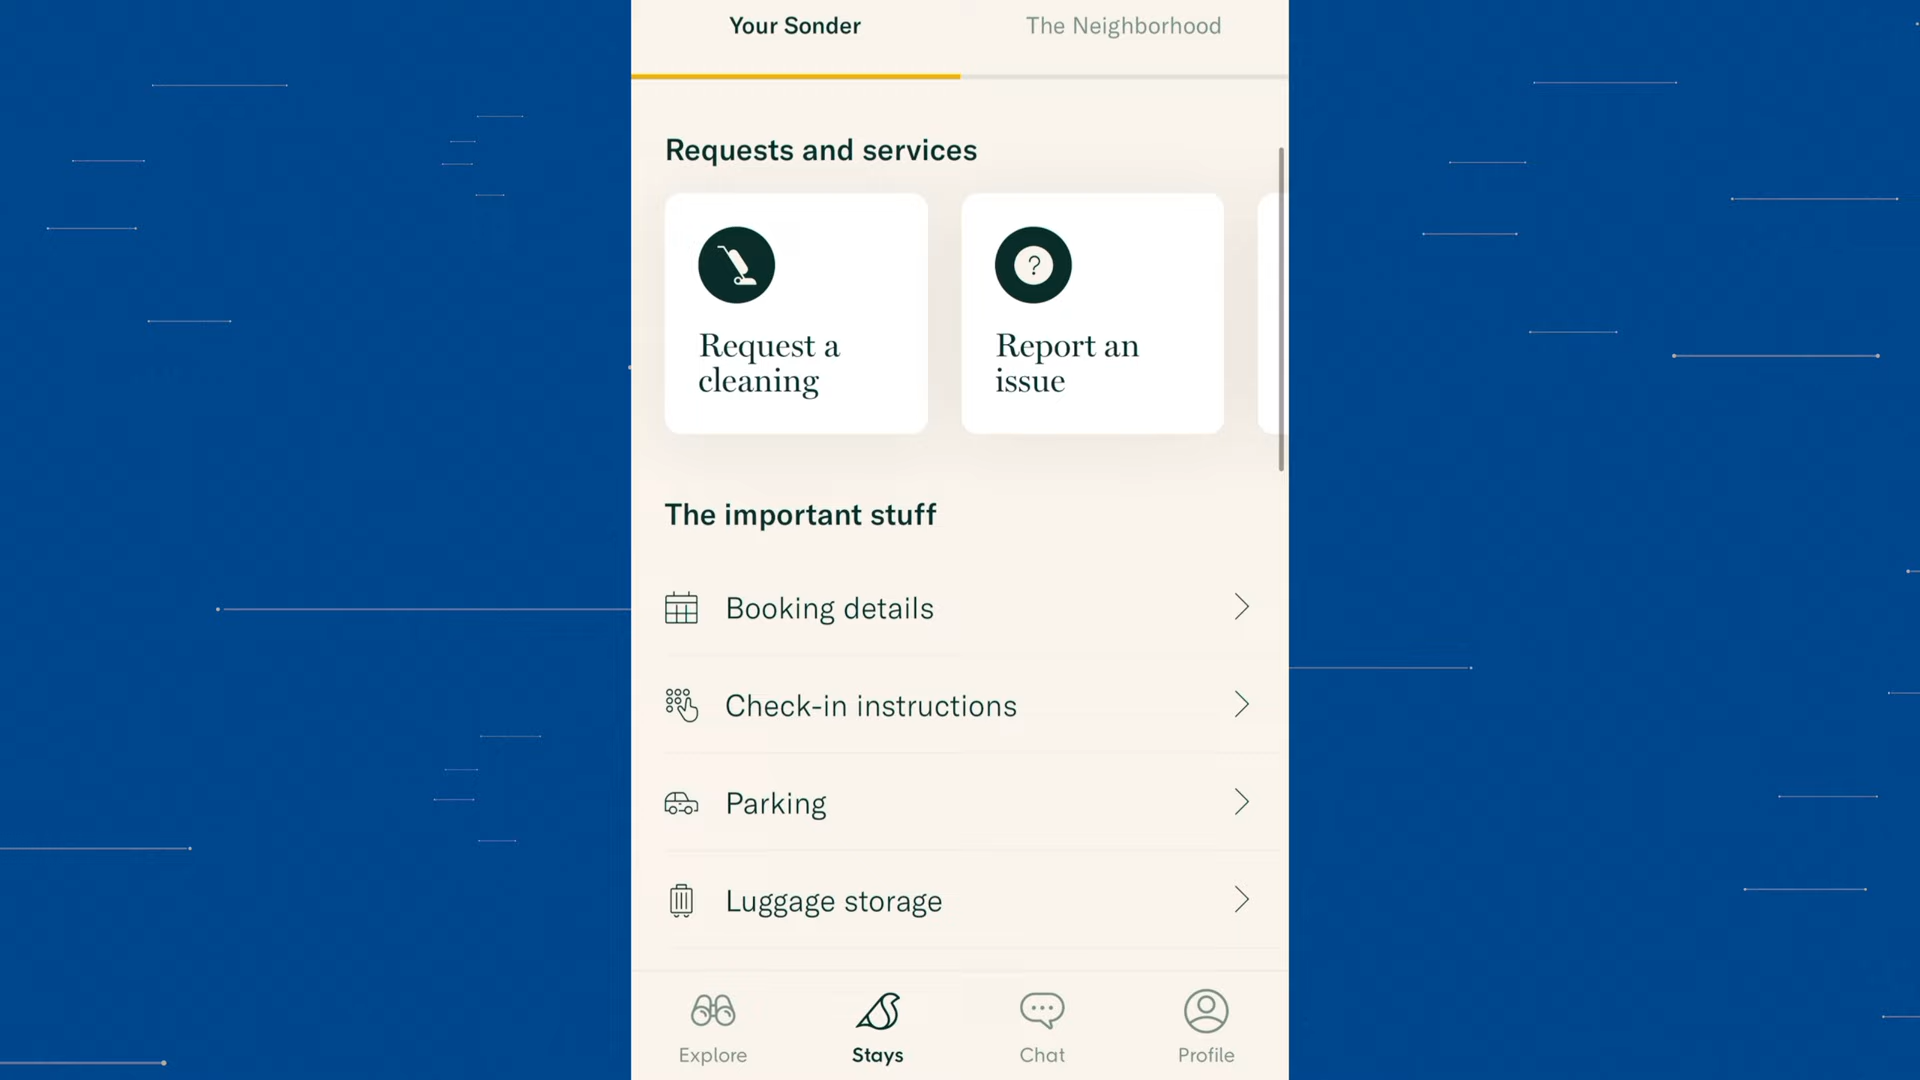 Your Sonder
The Neighborhood
Requests and services
?
Request a
cleaning
Report an
issue
The important stuff
Booking details
Check-in instructions
Parking
Luggage storage
Explore
Stays
Chat
Profile